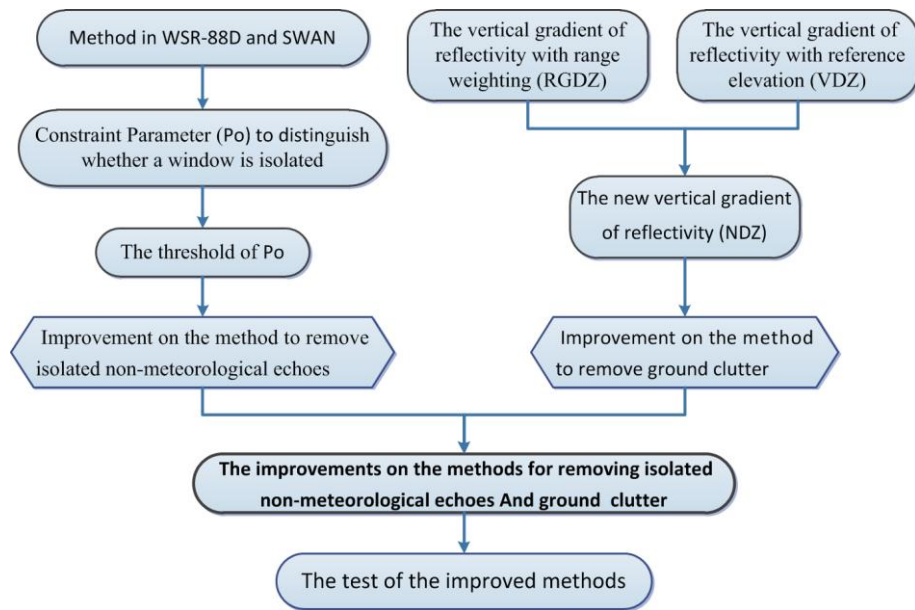 Method in WSR-88D and SWAN
Constraint Parameter (Po) to distinguish
whether a window is isolated
The threshold of Po
Improvement on the method to remove
isolated non-meteorological echoes
The vertical gradient of
reflectivity with range
weighting (RGDZ)
The vertical gradient of
reflectivity with reference
elevation (VDZ)
The new vertical gradient
of reflectivity (NDZ)
Improvement on the method
to remove ground clutter
The improvements on the methods for removing isolated
non-meteorological echoes And ground clutter
The test of the improved methods